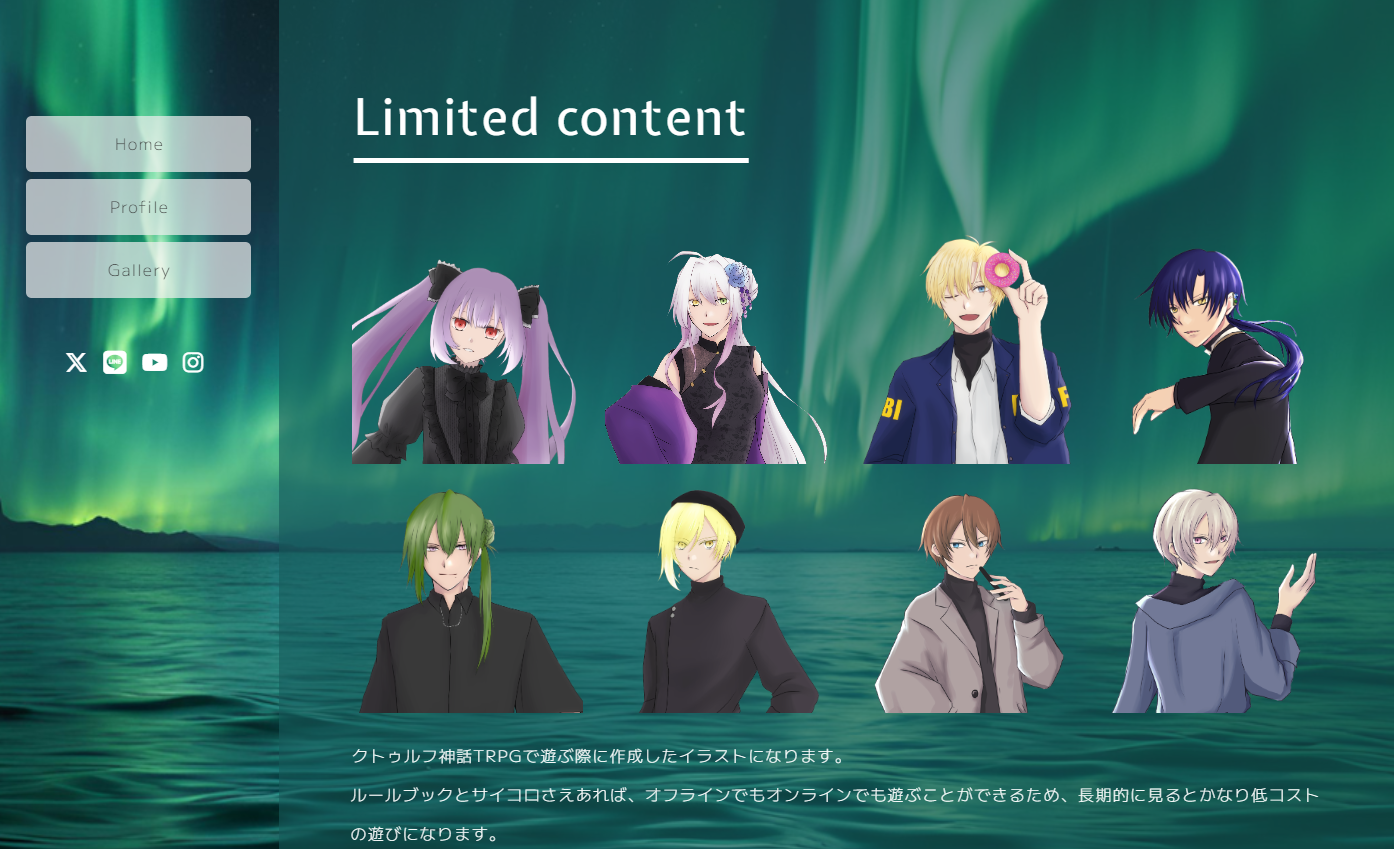 Home
Profile
Gallery
LINE
Limited content
BI
F
クトゥルフ神話TRPGで遊ぶ際に作成したイラストになります。
ルールブックとサイコロさえあれば、オフラインでもオンラインでも遊ぶことができるため、長期的に見るとかなり低コスト
の遊びになります。